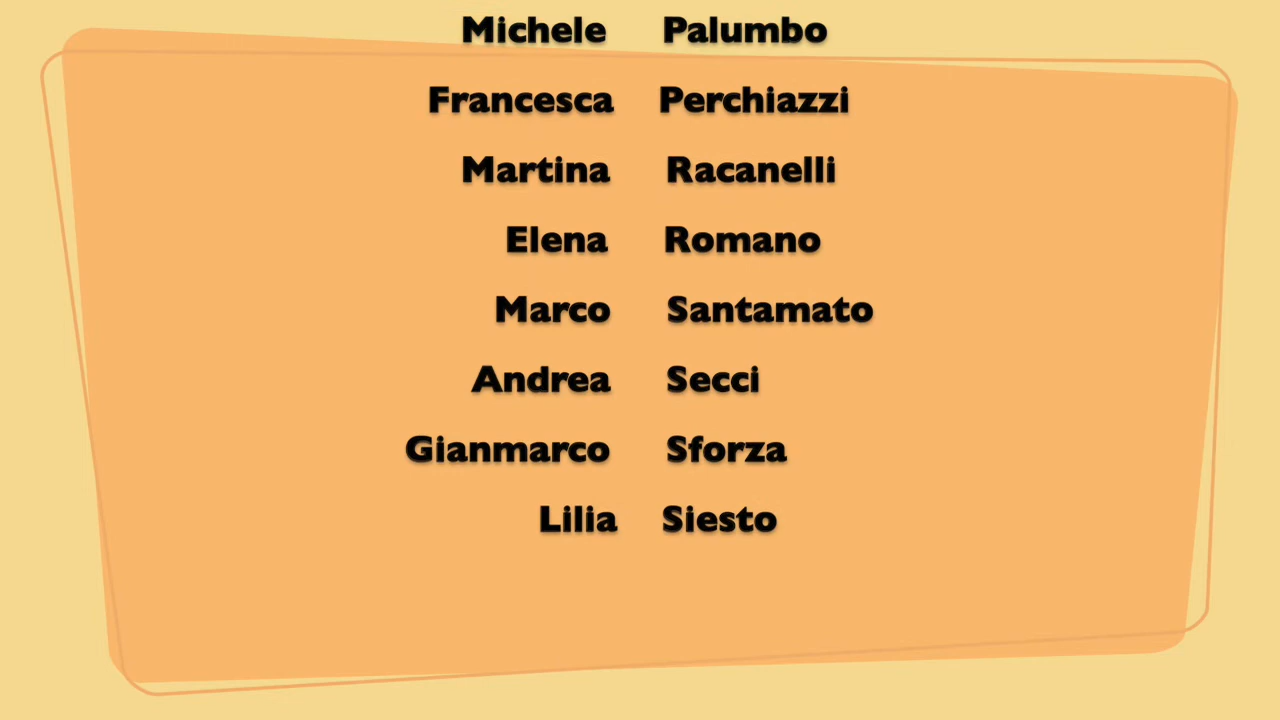 Michele Palumbo
Francesca Perchiazzi
Martina Racanelli
Elena Romano
Marco Santamato
Andrea Secci
Gianmarco Sforza
Lilia Siesto